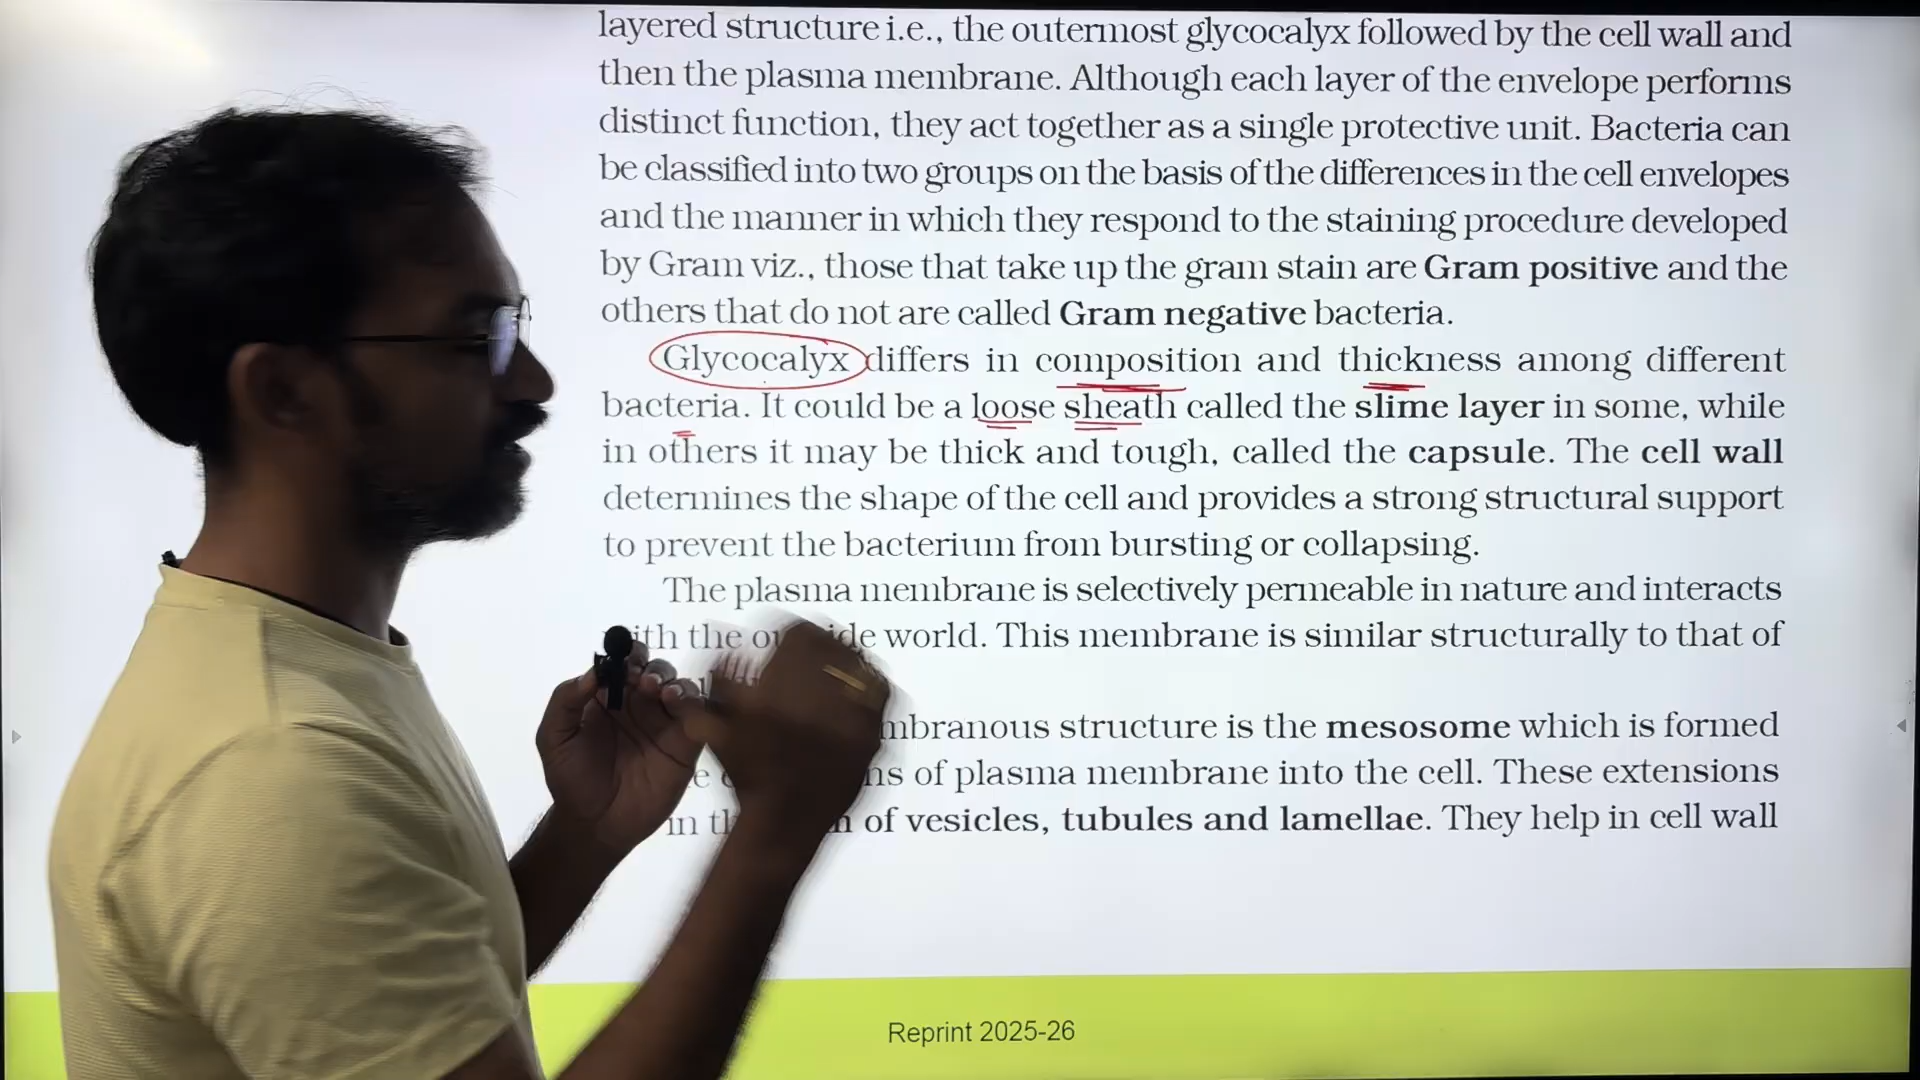 layered structure i.e., the outermost glycocalyx followed by the cell wall and
then the plasma membrane. Although each layer of the envelope performs
distinct function, they act together as a single protective unit. Bacteria can
be classified into two groups on the basis of the differences in the cell envelopes
and the manner in which they respond to the staining procedure developed
by Gram viz., those that take up the gram stain are Gram positive and the
others that do not are called Gram negative bacteria.
Glycocalyx differs in composition and thickness among different
bacteria. It could be a loose sheath called the slime layer in some, while
in others it may be thick and tough, called the capsule. The cell wall
determines the shape of the cell and provides a strong structural support
to prevent the bacterium from bursting or collapsing.
The plasma membrane is selectively permeable in nature and interacts
the world. This membrane is similar structurally to that of
structure is the mesosome which is formed
of plasma membrane into the cell. These extensions
in of vesicles, tubules and lamellae. They help in cell wall
Reprint 2025-26